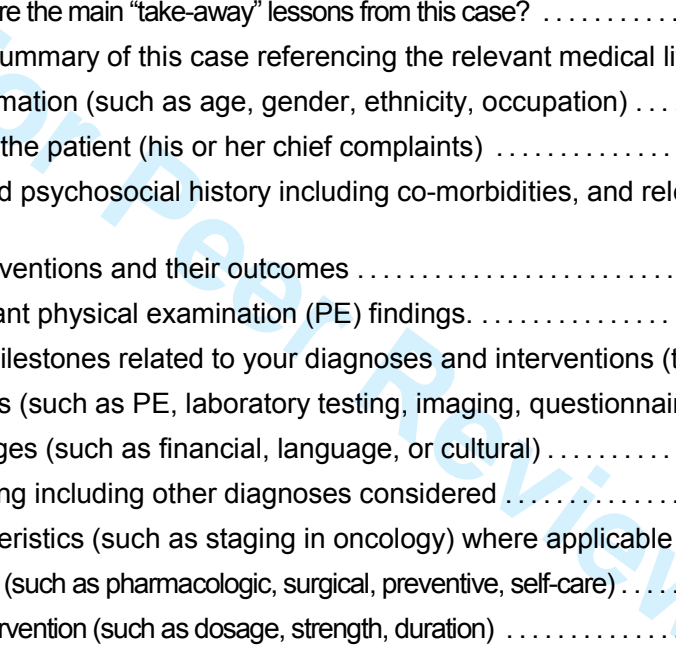 re the main “take-away” lessons from this case? . . . . . . . . . . . .
ummary of this case referencing the relevant medical li
mation (such as age, gender, ethnicity, occupation) . . . .
the patient (his or her chief complaints) . . . . . . . . . . . . . . . .
d psychosocial history including co-morbidities, and rel
ventions and their outcomes . . . . . . . . . . . . . . . . . . . . . . . . .
ant physical examination (PE) findings. . . . . . . . . . . . . . . . . .
ilestones related to your diagnoses and interventions (t
s (such as PE, laboratory testing, imaging, questionnai
ges (such as financial, language, or cultural) . . . . . . . . . . .
ng including other diagnoses considered . . . . . . . . . . . . . . .
eristics (such as staging in oncology) where applicable
(such as pharmacologic, surgical, preventive, self-care) . . . . .
rvention (such as dosage, strength, duration) . . . . . . . . . . . . . .
For Peer Review